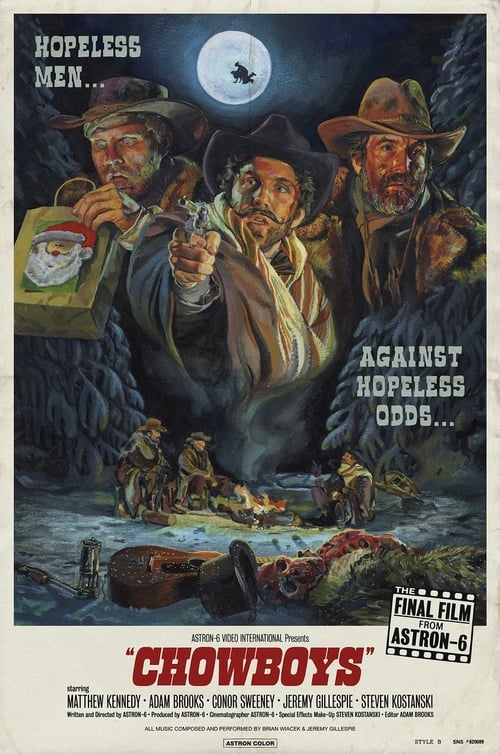 HOPELESS
MEN...
AGAINST
HOPELESS
ODDS...
THE
FINAL FILM
FROM
ASTRON-6
ASTRON-6 VIDEO INTERNATIONAL Presents
"CHOWBOYS"
starring
MATTHEW KENNEDY · ADAM BROOKS · CONOR SWEENEY · JEREMY GILLESPIE · STEVEN KOSTANSKI
Written and Directed by ASTRON-6 · Produced by ASTRON-6 · Cinematographer ASTRON-6 · Special Effects Make-Up STEVEN KOSTANSKI · Editor ADAM BROOKS
ALL MUSIC COMPOSED AND PERFORMED BY BRIAN WIACEK & JEREMY GILLESPIE
ASTRON COLOR
STYLE B SNS #820089